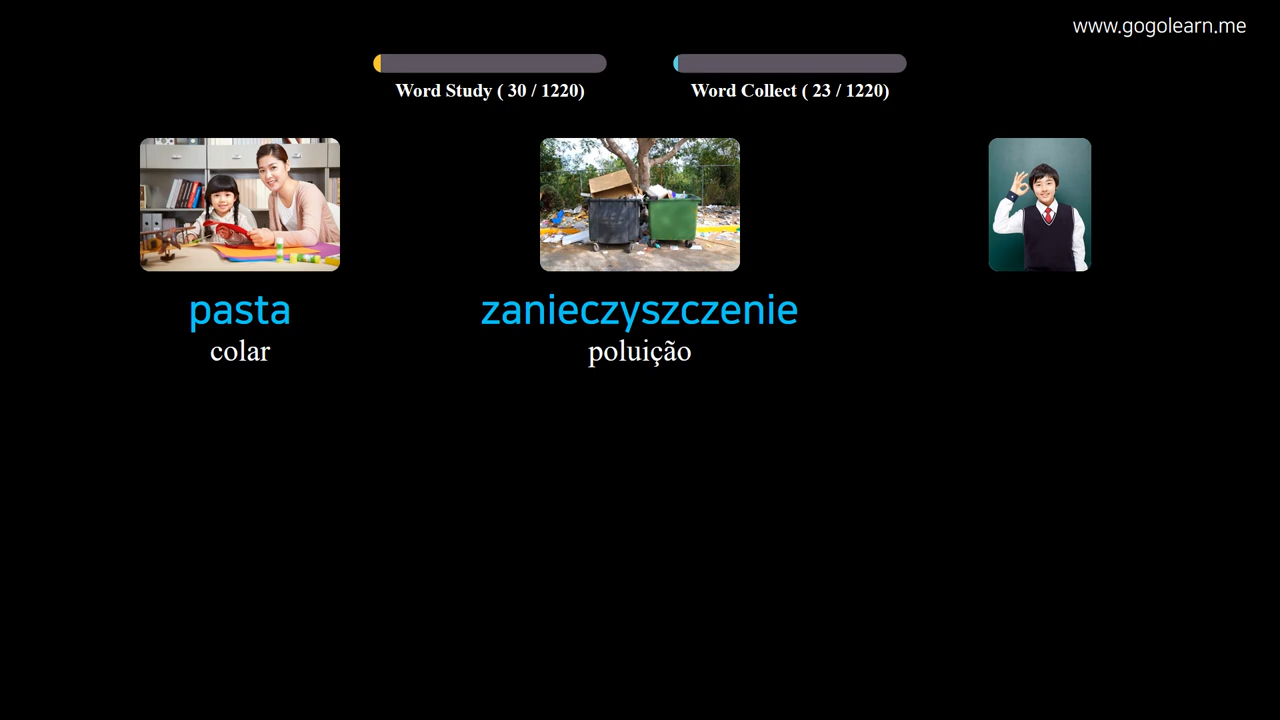 www.gogolearn.me
Word Study ( 30 / 1220)
Word Collect ( 23 / 1220)
pasta
colar
zanieczyszczenie
poluição